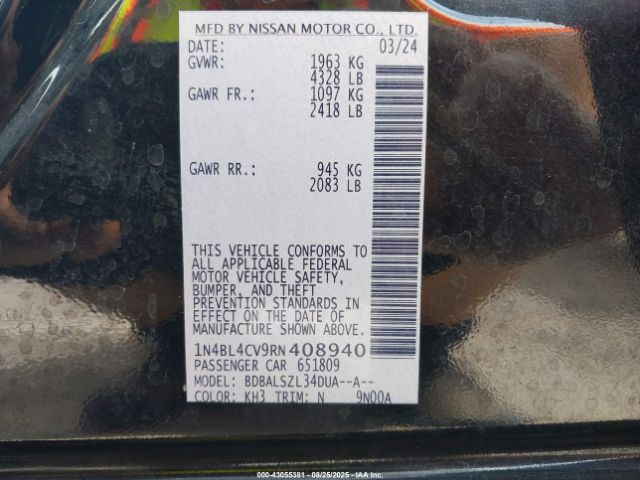 MFD BY NISSAN MOTOR CO., LTD.
DATE: 03/24
GVWR: 1963 KG
4328 LB
GAWR FR.: 1097 KG
2418 LB
GAWR RR.: 945 KG
2083 LB
THIS VEHICLE CONFORMS TO
ALL APPLICABLE FEDERAL
MOTOR VEHICLE SAFETY,
BUMPER, AND THEFT
PREVENTION STANDARDS IN
EFFECT ON THE DATE OF
MANUFACTURE SHOWN ABOVE.
1N4BL4CV9RN408940
PASSENGER CAR 651809
MODEL: BDBALSZL34DUA--A--
COLOR: KH3 TRIM: N 9N00A
000-43055381 - 08/25/2025 - IAA Inc.